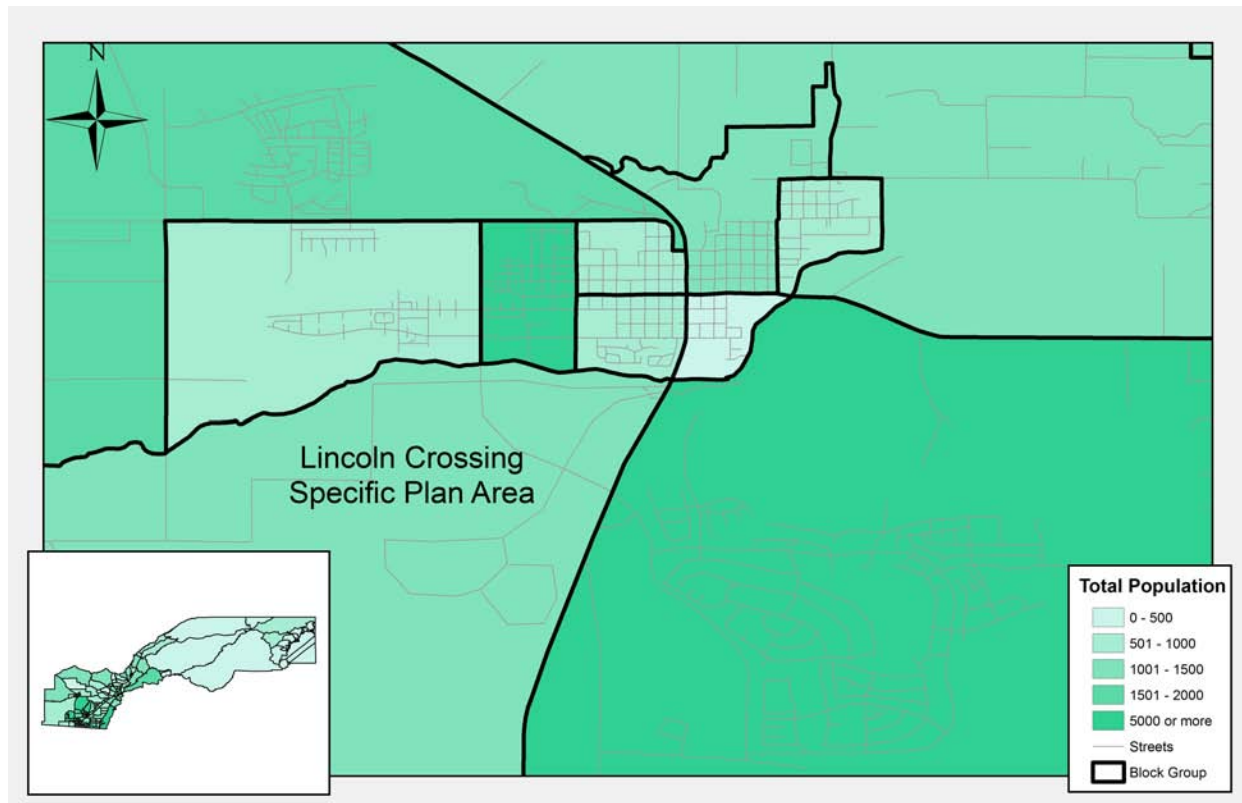 N
Lincoln Crossing
Specific Plan Area
Total Population
0 - 500
501 - 1000
1001 - 1500
1501 - 2000
5000 or more
Streets
Block Group